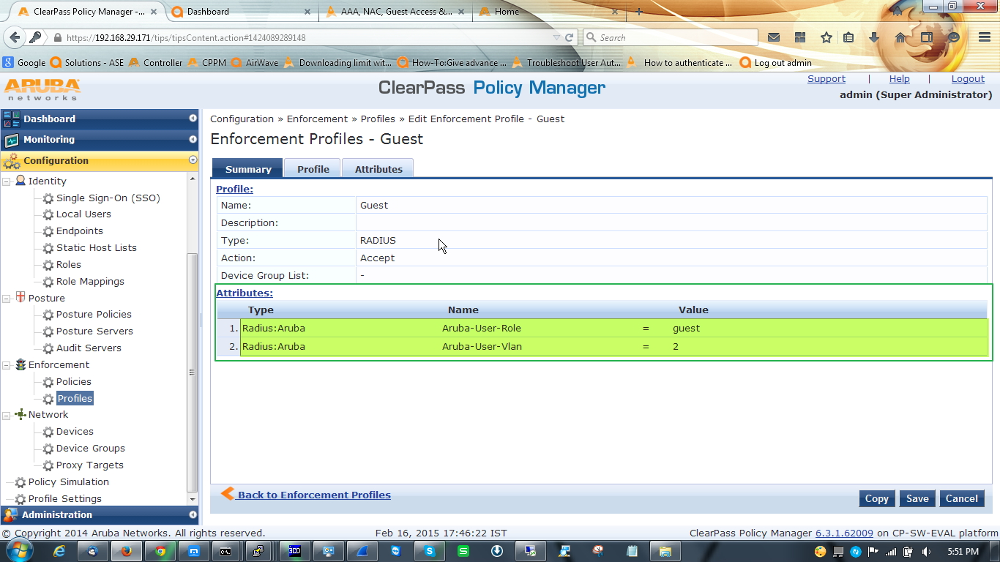 ClearPass Policy Manager -... Dashboard AAA, NAC, Guest Access &... Home
https://192.168.29.171/tips/tipsContent.action#1424089289148 Search
Google Solutions - ASE Controller CPPM AirWave Downloading limit wit... How-To:Give advance ... Troubleshoot User Aut... How to authenticate ... Log out admin
ARUBA
networks
ClearPass Policy Manager
Support | Help | Logout
admin (Super Administrator)
Dashboard
Monitoring
Configuration
Identity
Single Sign-On (SSO)
Local Users
Endpoints
Static Host Lists
Roles
Role Mappings
Posture
Posture Policies
Posture Servers
Audit Servers
Enforcement
Policies
Profiles
Network
Devices
Device Groups
Proxy Targets
Policy Simulation
Profile Settings
Administration
Configuration » Enforcement » Profiles » Edit Enforcement Profile - Guest
Enforcement Profiles - Guest
Summary Profile Attributes
Profile:
Name: Guest
Description:
Type: RADIUS
Action: Accept
Device Group List: -
Attributes:
Type Name Value
1. Radius:Aruba Aruba-User-Role = guest
2. Radius:Aruba Aruba-User-Vlan = 2
Back to Enforcement Profiles
Copy Save Cancel
© Copyright 2014 Aruba Networks. All rights reserved. Feb 16, 2015 17:46:22 IST ClearPass Policy Manager 6.3.1.62009 on CP-SW-EVAL platform
5:51 PM